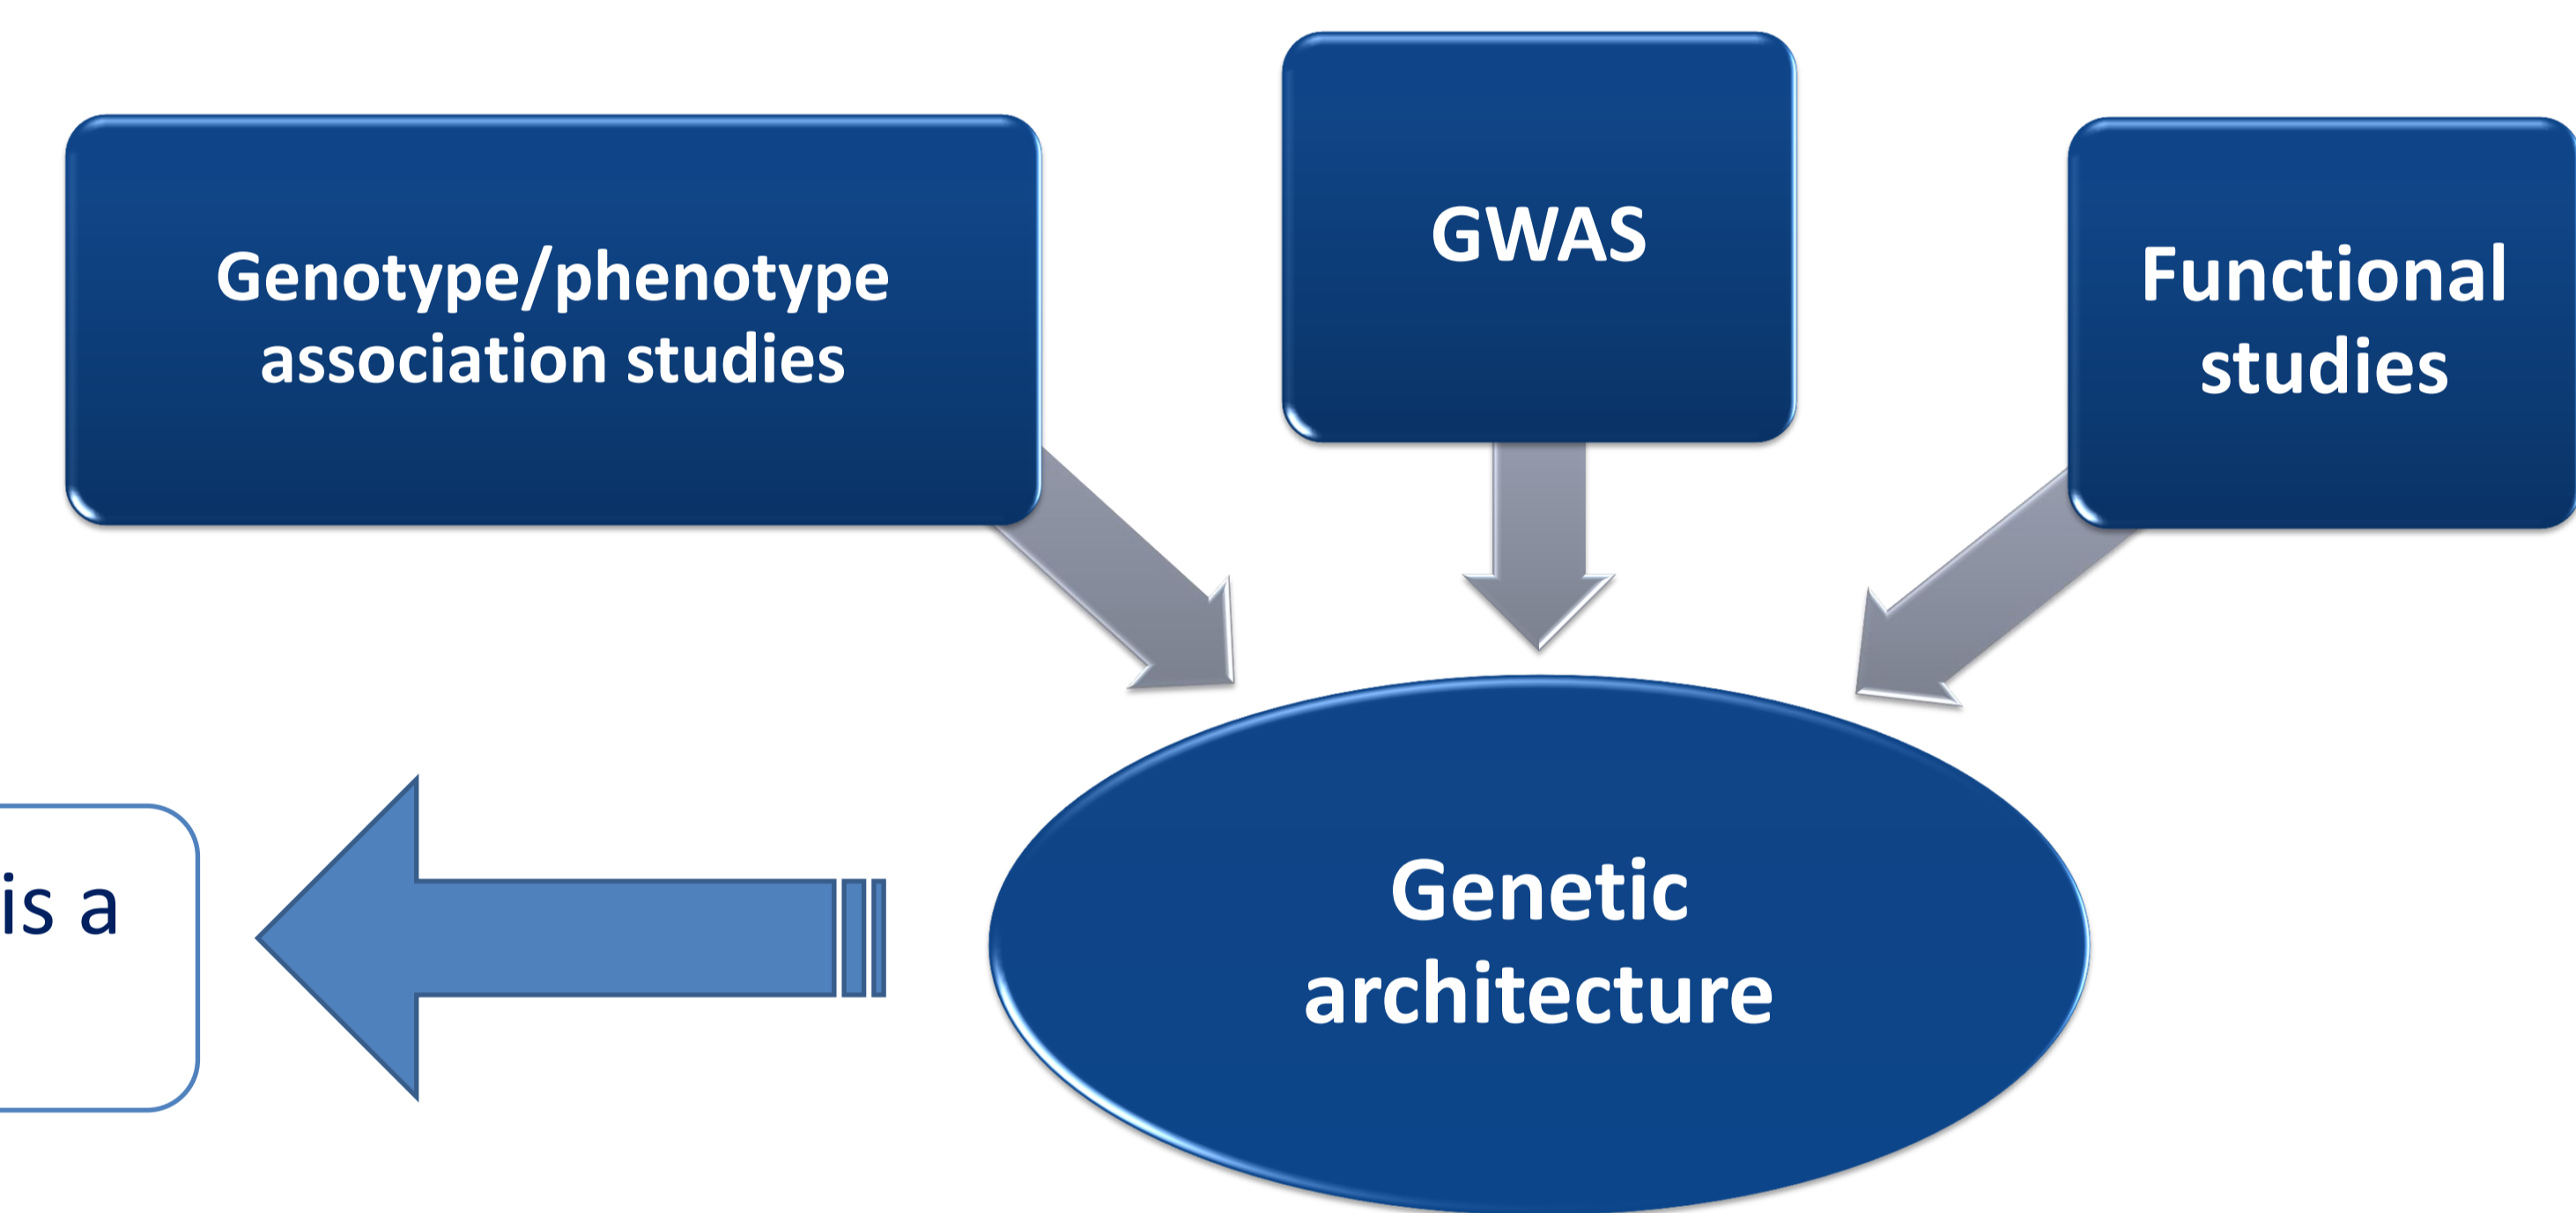 GWAS
Genotype/phenotype
association studies
Functional
studies
is a
Genetic
architecture